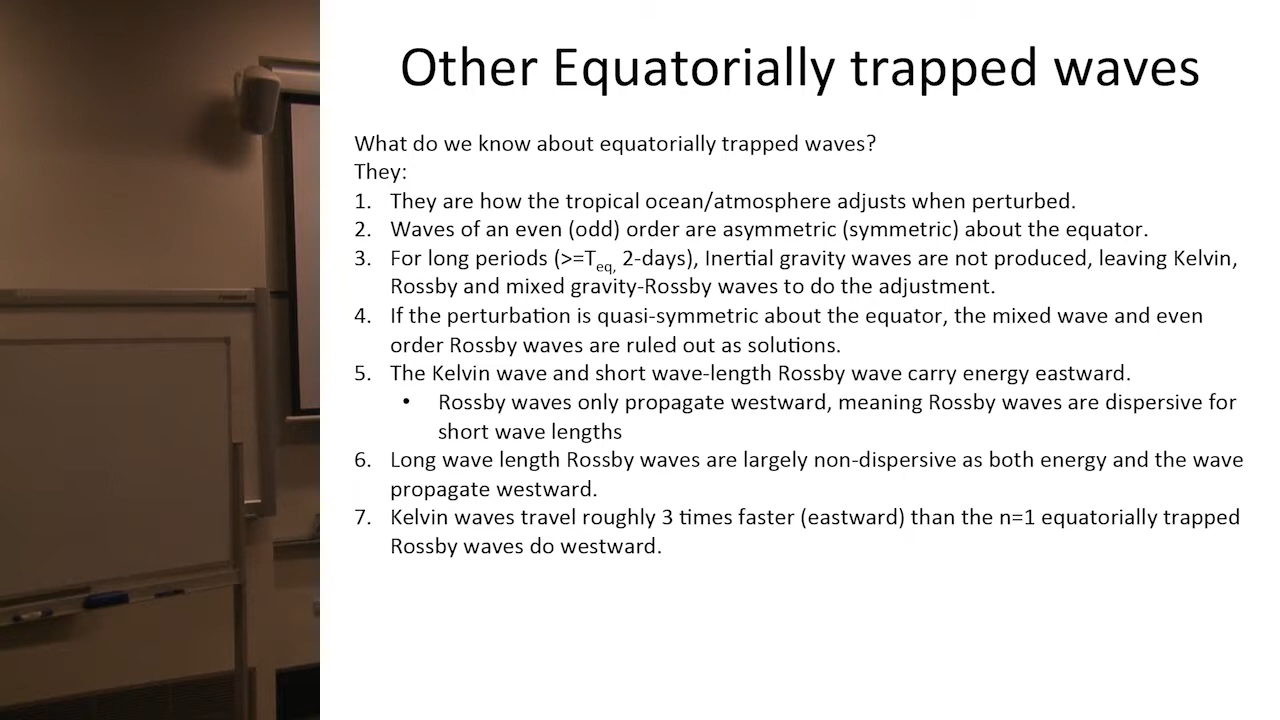 Other Equatorially trapped waves
What do we know about equatorially trapped waves?
They:
1. They are how the tropical ocean/atmosphere adjusts when perturbed.
2. Waves of an even (odd) order are asymmetric (symmetric) about the equator.
3. For long periods (>=Teq, 2-days), Inertial gravity waves are not produced, leaving Kelvin,
Rossby and mixed gravity-Rossby waves to do the adjustment.
4. If the perturbation is quasi-symmetric about the equator, the mixed wave and even
order Rossby waves are ruled out as solutions.
5. The Kelvin wave and short wave-length Rossby wave carry energy eastward.
• Rossby waves only propagate westward, meaning Rossby waves are dispersive for
short wave lengths
6. Long wave length Rossby waves are largely non-dispersive as both energy and the wave
propagate westward.
7. Kelvin waves travel roughly 3 times faster (eastward) than the n=1 equatorially trapped
Rossby waves do westward.